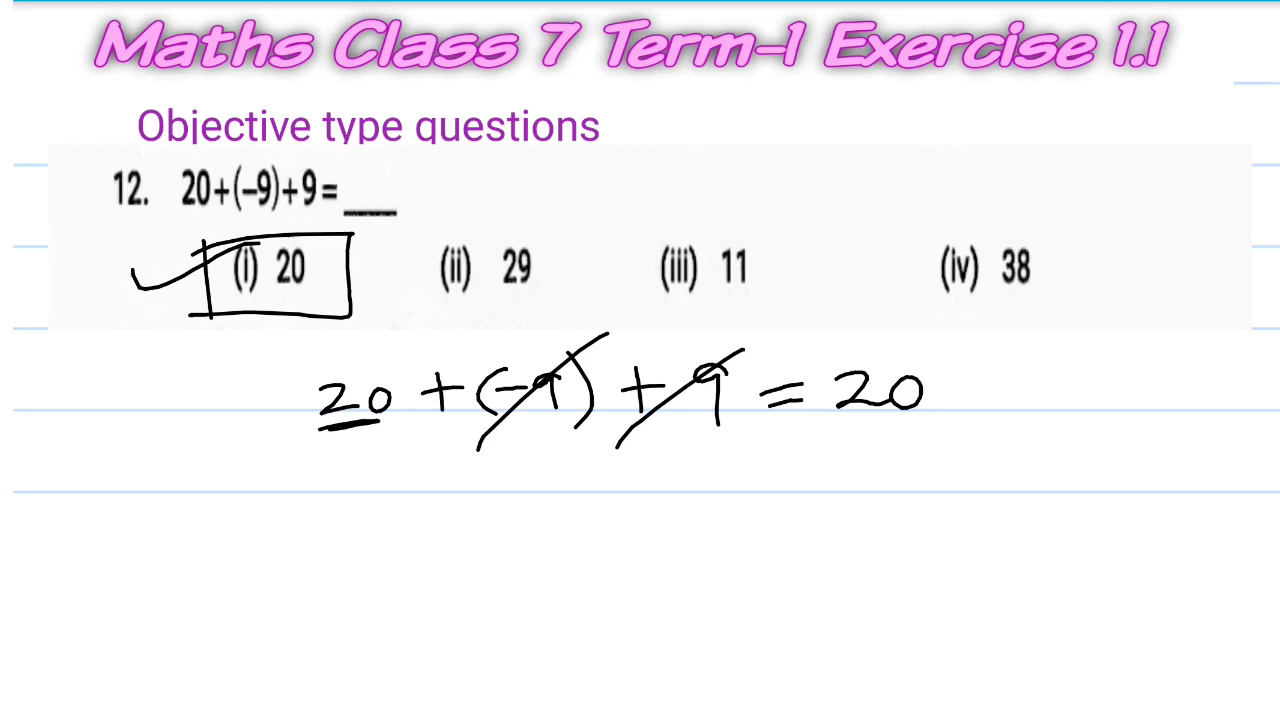 Maths Class 7 Term-1 Exercise 1.1
Objective type questions
12. 20+(–9)+9= ___
(i) 20 (ii) 29 (iii) 11 (iv) 38
20 + (-9) + 9 = 20